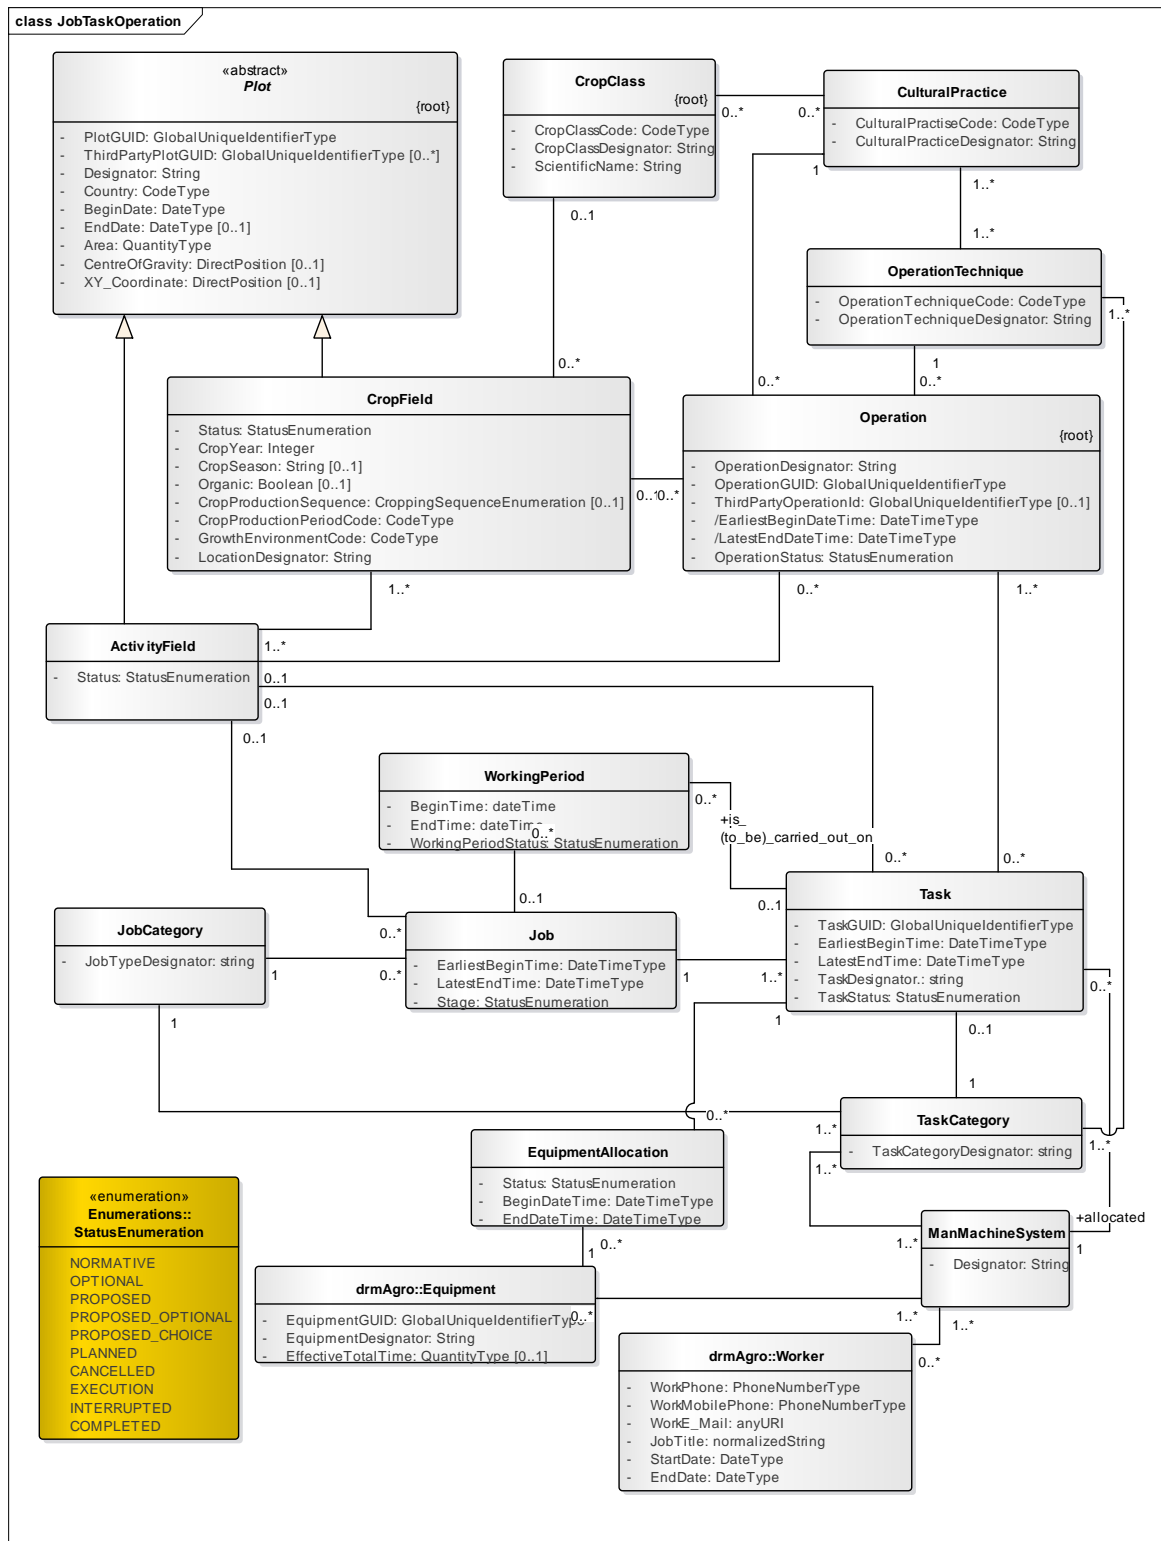 class JobTaskOperation
«abstract»
Plot
{root}
- PlotGUID: GlobalUniqueIdentifierType
- ThirdPartyPlotGUID: GlobalUniqueIdentifierType [0..*]
- Designator: String
- Country: CodeType
- BeginDate: DateType
- EndDate: DateType [0..1]
- Area: QuantityType
- CentreOfGravity: DirectPosition [0..1]
- XY_Coordinate: DirectPosition [0..1]
CropClass
{root}
- CropClassCode: CodeType
- CropClassDesignator: String
- ScientificName: String
0..*
0..*
CulturalPractice
- CulturalPractiseCode: CodeType
- CulturalPracticeDesignator: String
1
1..*
0..1
1..*
OperationTechnique
- OperationTechniqueCode: CodeType
- OperationTechniqueDesignator: String
1..*
1
0..*
0..*
0..*
CropField
- Status: StatusEnumeration
- CropYear: Integer
- CropSeason: String [0..1]
- Organic: Boolean [0..1]
- CropProductionSequence: CroppingSequenceEnumeration [0..1]
- CropProductionPeriodCode: CodeType
- GrowthEnvironmentCode: CodeType
- LocationDesignator: String
0..1
0..*
Operation
{root}
- OperationDesignator: String
- OperationGUID: GlobalUniqueIdentifierType
- ThirdPartyOperationId: GlobalUniqueIdentifierType [0..1]
- /EarliestBeginDateTime: DateTimeType
- /LatestEndDateTime: DateTimeType
- OperationStatus: StatusEnumeration
1..*
0..*
1..*
ActivityField
- Status: StatusEnumeration
1..*
0..1
0..1
0..1
WorkingPeriod
- BeginTime: dateTime
- EndTime: dateTime
- WorkingPeriodStatus: StatusEnumeration
0..*
0..*
+is_
(to_be)_carried_out_on
0..*
0..*
0..1
0..1
Task
- TaskGUID: GlobalUniqueIdentifierType
- EarliestBeginTime: DateTimeType
- LatestEndTime: DateTimeType
- TaskDesignator.: string
- TaskStatus: StatusEnumeration
JobCategory
- JobTypeDesignator: string
1
0..*
0..*
Job
- EarliestBeginTime: DateTimeType
- LatestEndTime: DateTimeType
- Stage: StatusEnumeration
1
1..*
0..*
1
1
0..1
1
0..*
1..*
TaskCategory
- TaskCategoryDesignator: string
1..*
1..*
EquipmentAllocation
- Status: StatusEnumeration
- BeginDateTime: DateTimeType
- EndDateTime: DateTimeType
0..*
1
«enumeration»
Enumerations::
StatusEnumeration
NORMATIVE
OPTIONAL
PROPOSED
PROPOSED_OPTIONAL
PROPOSED_CHOICE
PLANNED
CANCELLED
EXECUTION
INTERRUPTED
COMPLETED
+allocated
1
1..*
ManMachineSystem
- Designator: String
drmAgro::Equipment
- EquipmentGUID: GlobalUniqueIdentifierType
- EquipmentDesignator: String
- EffectiveTotalTime: QuantityType [0..1]
0..*
1..*
1..*
0..*
drmAgro::Worker
- WorkPhone: PhoneNumberType
- WorkMobilePhone: PhoneNumberType
- WorkE_Mail: anyURI
- JobTitle: normalizedString
- StartDate: DateType
- EndDate: DateType